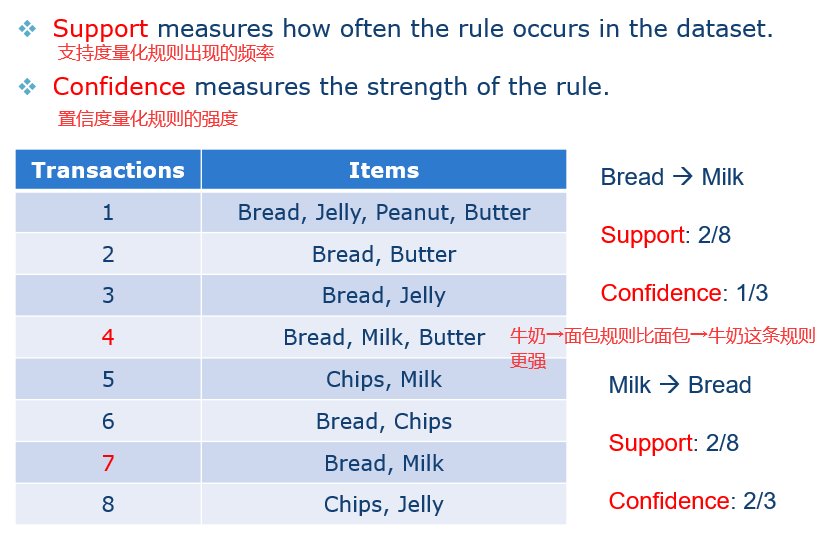 Support measures how often the rule occurs in the dataset.
支持度量化规则出现的频率
Confidence measures the strength of the rule.
置信度量化规则的强度
Transactions Items
1 Bread, Jelly, Peanut, Butter
2 Bread, Butter
3 Bread, Jelly
4 Bread, Milk, Butter
5 Chips, Milk
6 Bread, Chips
7 Bread, Milk
8 Chips, Jelly
Bread → Milk
Support: 2/8
Confidence: 1/3
牛奶→面包规则比面包→牛奶这条规则
更强
Milk → Bread
Support: 2/8
Confidence: 2/3